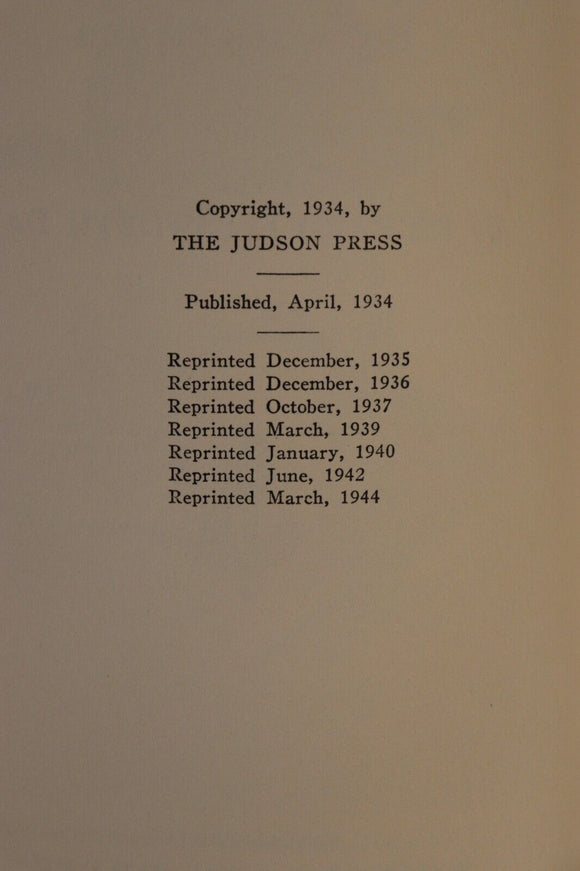 Copyright, 1934, by
THE JUDSON PRESS
Published, April, 1934
Reprinted December, 1935
Reprinted December, 1936
Reprinted October, 1937
Reprinted March, 1939
Reprinted January, 1940
Reprinted June, 1942
Reprinted March, 1944